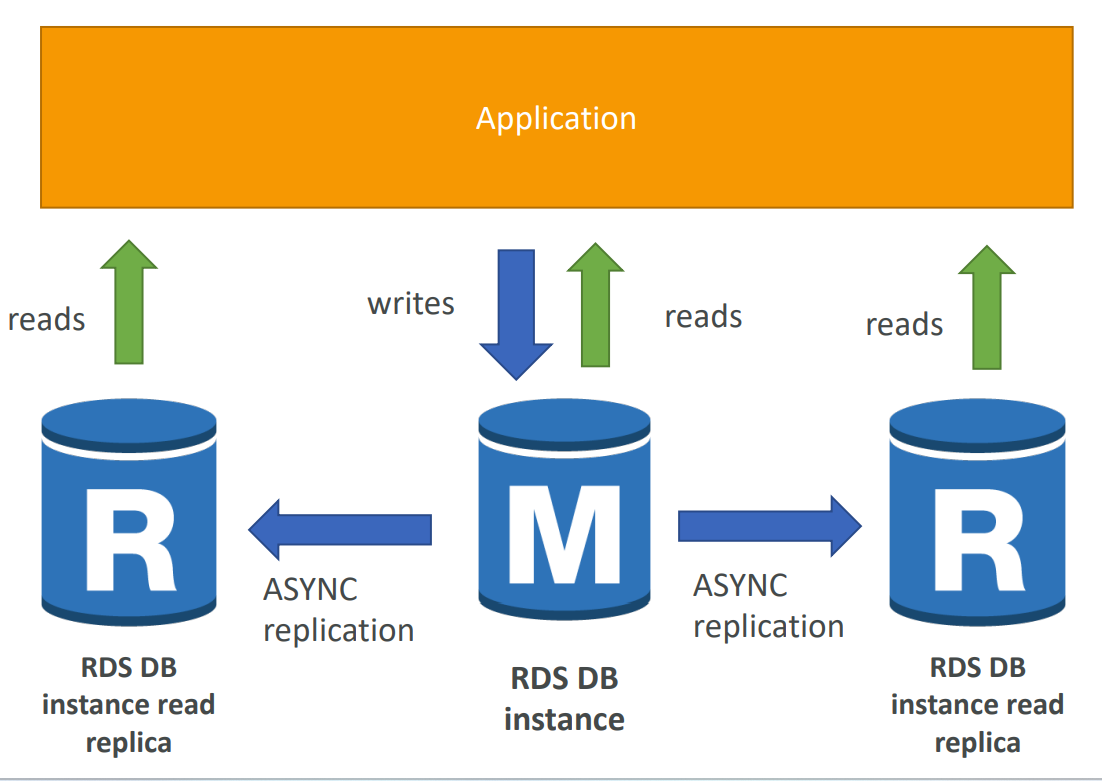 Application
reads
writes
reads
reads
R
M
R
ASYNC
replication
ASYNC
replication
RDS DB
instance read
replica
RDS DB
instance
RDS DB
instance read
replica